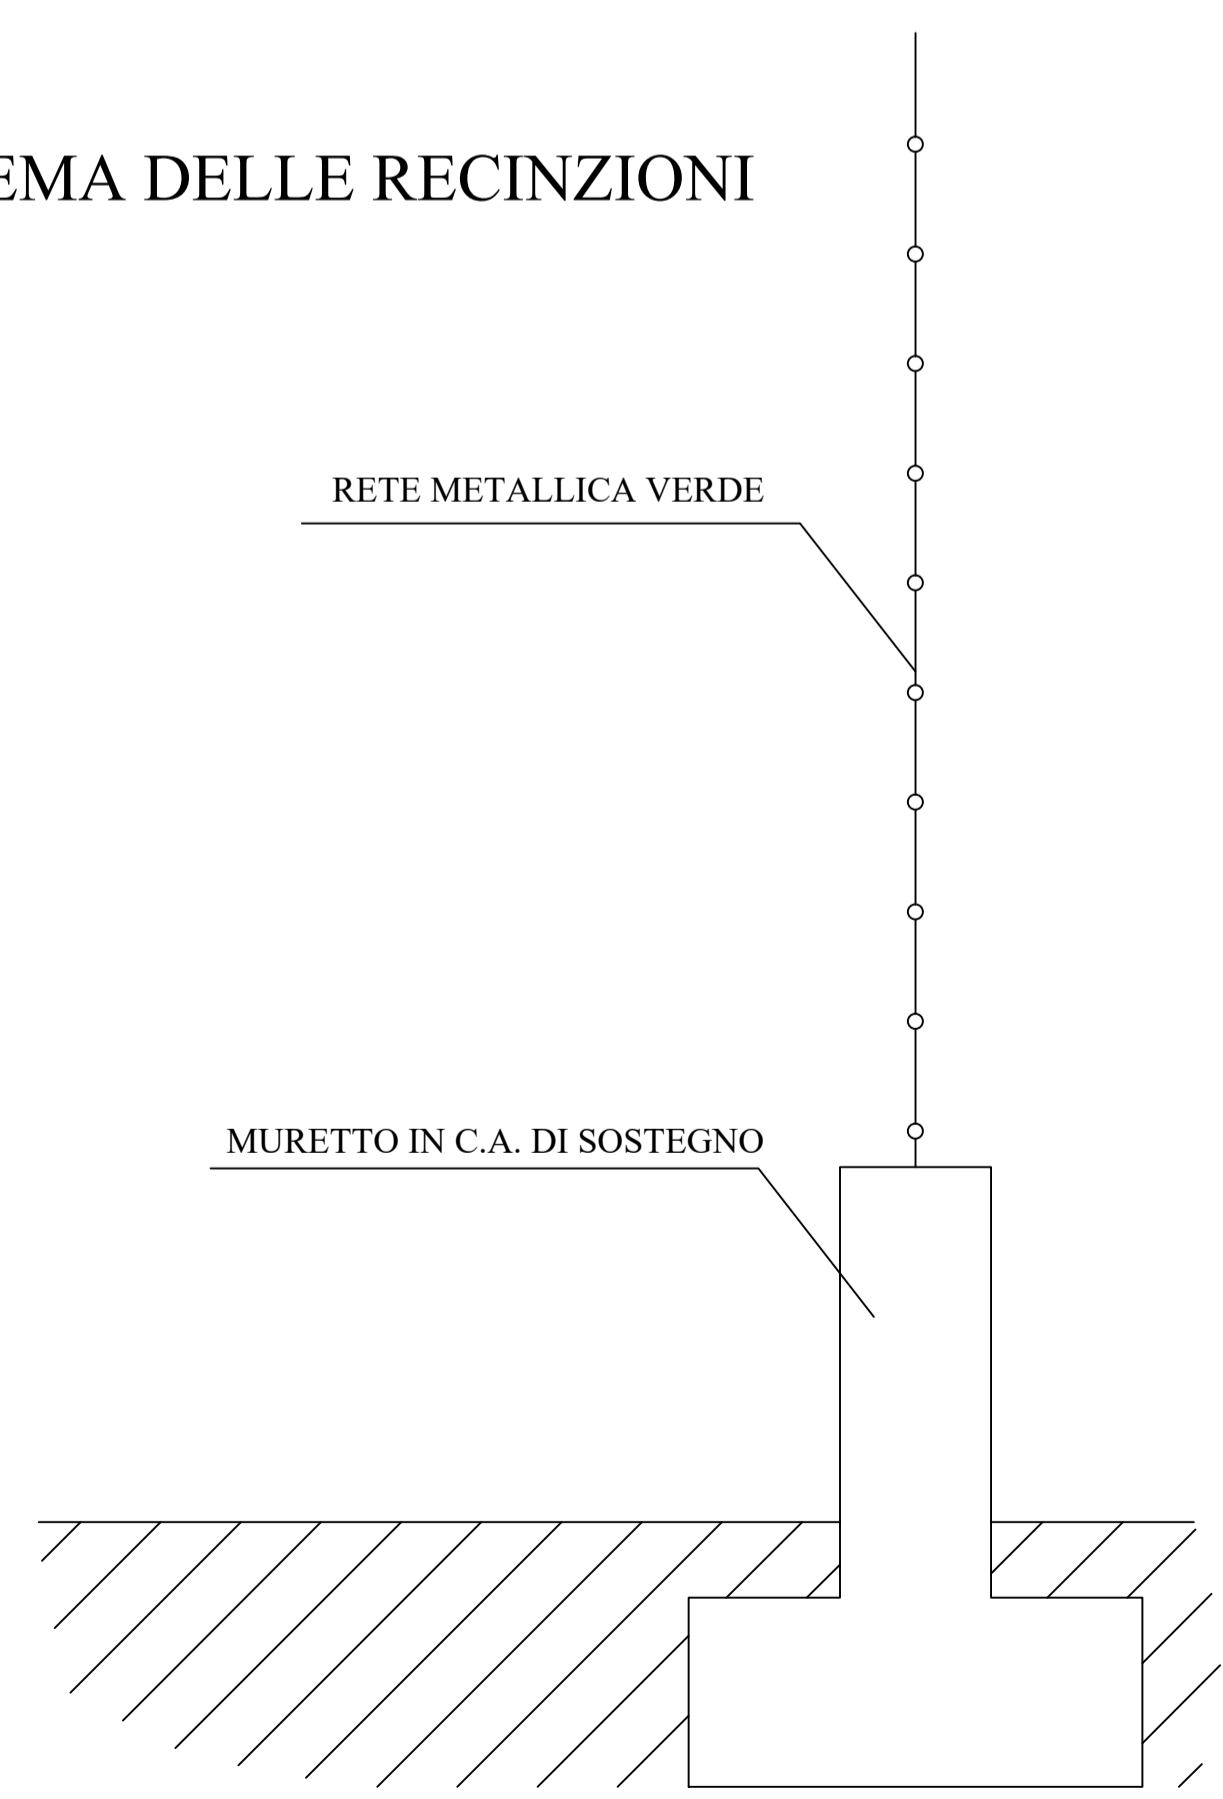 EMA DELLE RECINZIONI
RETE METALLICA VERDE
MURETTO IN C.A. DI SOSTEGNO